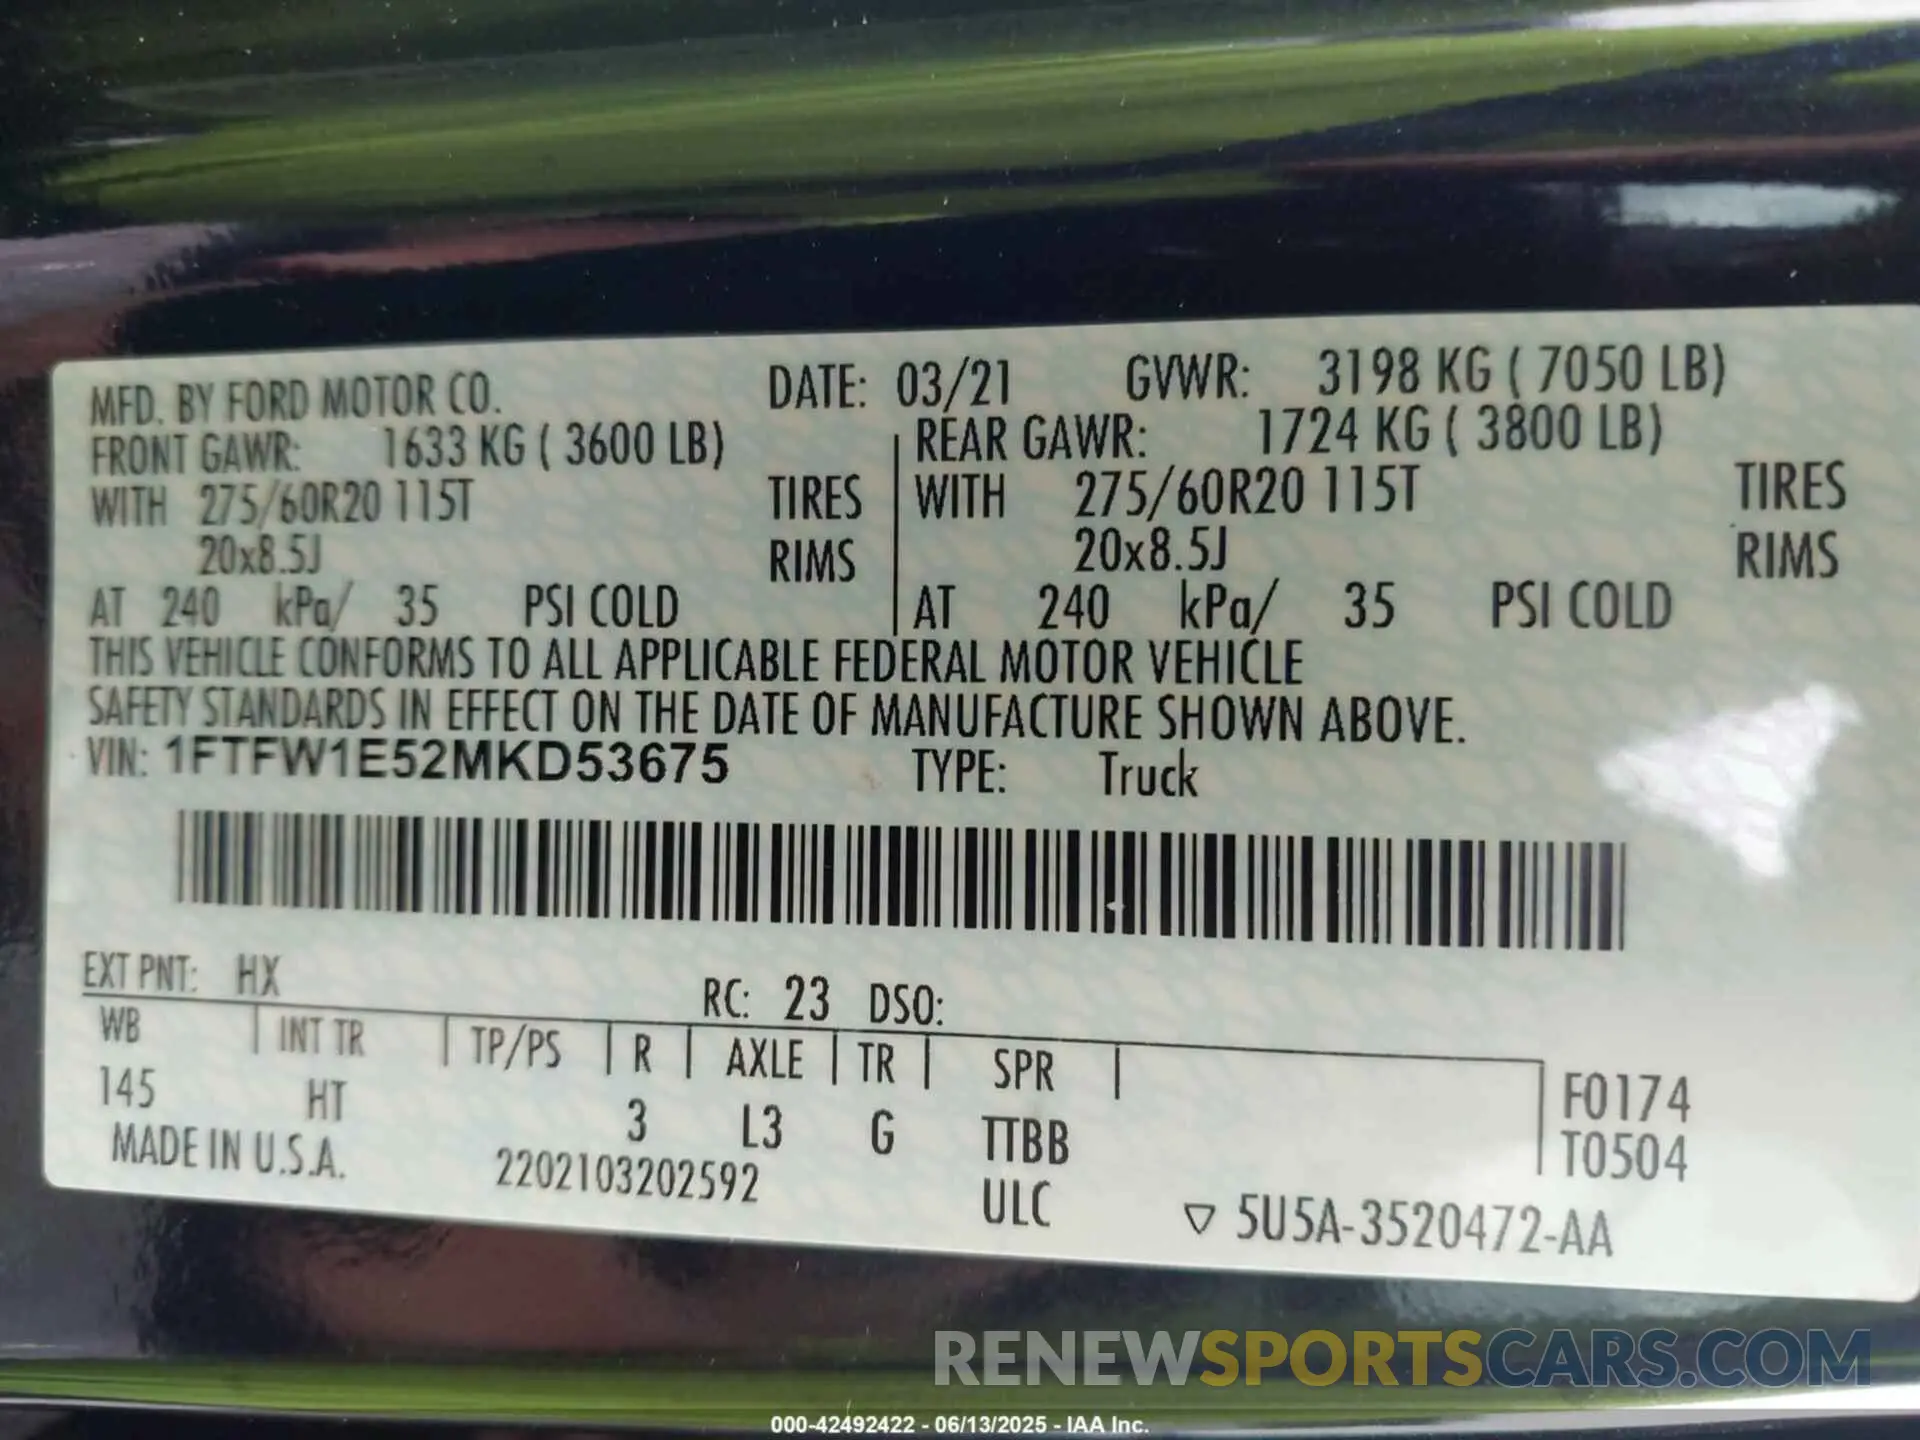 MFD. BY FORD MOTOR CO. DATE: 03/21 GVWR: 3198 KG ( 7050 LB)
FRONT GAWR: 1633 KG ( 3600 LB) REAR GAWR: 1724 KG ( 3800 LB)
WITH 275/60R20 115T TIRES WITH 275/60R20 115T TIRES
20x8.5J RIMS 20x8.5J RIMS
AT 240 kPa/ 35 PSI COLD AT 240 kPa/ 35 PSI COLD
THIS VEHICLE CONFORMS TO ALL APPLICABLE FEDERAL MOTOR VEHICLE
SAFETY STANDARDS IN EFFECT ON THE DATE OF MANUFACTURE SHOWN ABOVE.
VIN: 1FTFW1E52MKD53675 TYPE: Truck
EXT PNT: HX RC: 23 DSO:
WB INT TR TP/PS R AXLE TR SPR
145 HT 3 L3 G TTBB F0174
MADE IN U.S.A. 2202103202592 ULC T0504
▽ 5U5A-3520472-AA
RENEWSPORTSCARS.COM
000-42492422 - 06/13/2025 - IAA Inc.